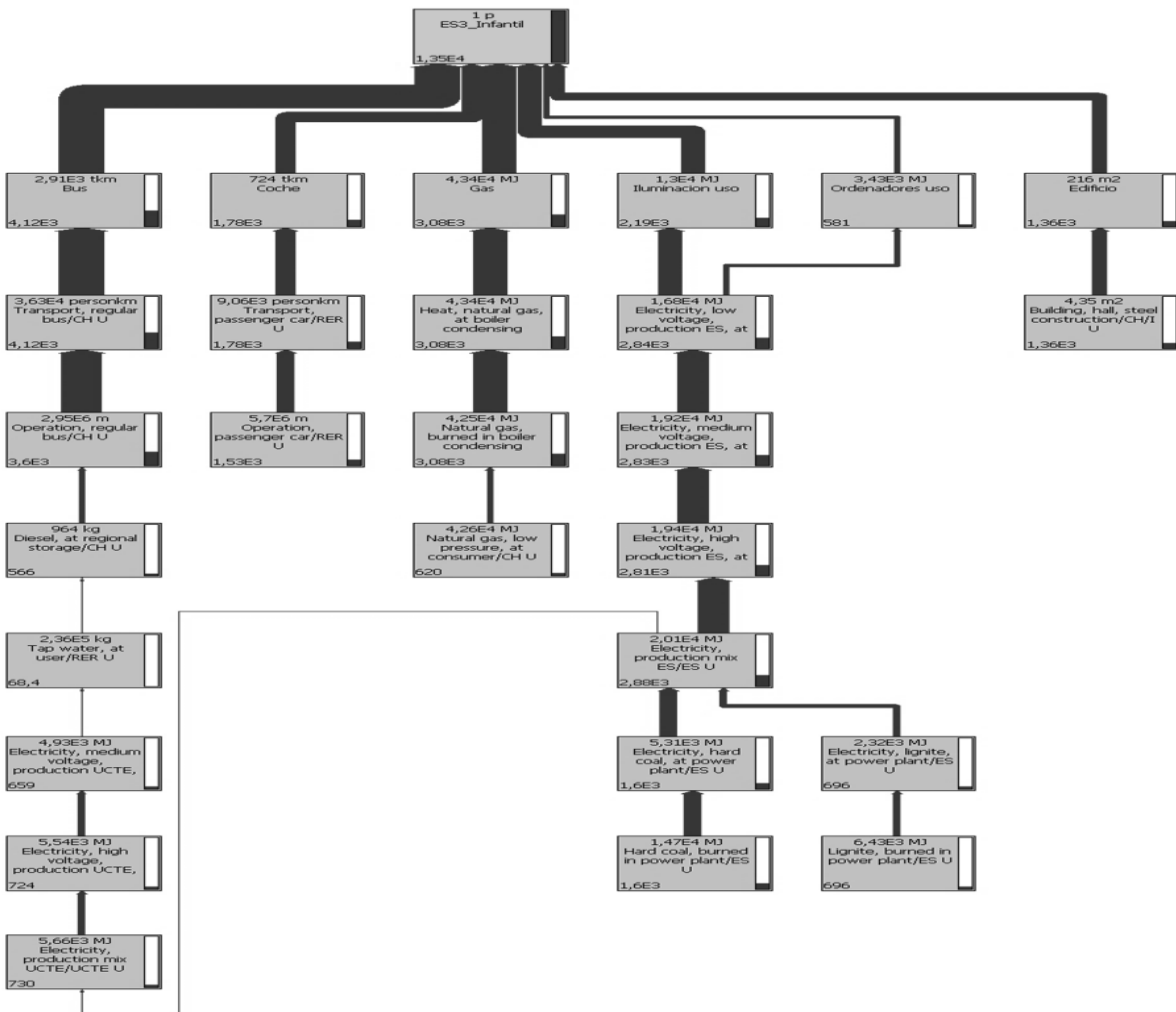 1 p
ES3_Infantil
1,35E4
2,91E3 tkm
Bus
4,12E3
724 tkm
Coche
1,78E3
4,34E4 MJ
Gas
3,08E3
1,3E4 MJ
Iluminacion uso
2,19E3
3,43E3 MJ
Ordenadores uso
581
216 m2
Edificio
1,36E3
3,63E4 personkm
Transport, regular
bus/CH U
4,12E3
9,06E3 personkm
Transport,
passenger car/RER
U
1,78E3
4,34E4 MJ
Heat, natural gas,
at boiler
condensing
3,08E3
1,68E4 MJ
Electricity, low
voltage,
production ES, at
2,84E3
4,35 m2
Building, hall, steel
construction/CH/I
U
1,36E3
2,95E6 m
Operation, regular
bus/CH U
3,6E3
5,7E6 m
Operation,
passenger car/RER
U
1,53E3
4,25E4 MJ
Natural gas,
burned in boiler
condensing
3,08E3
1,92E4 MJ
Electricity, medium
voltage,
production ES, at
2,83E3
964 kg
Diesel, at regional
storage/CH U
566
4,26E4 MJ
Natural gas, low
pressure, at
consumer/CH U
620
1,94E4 MJ
Electricity, high
voltage,
production ES, at
2,81E3
2,36E5 kg
Tap water, at
user/RER U
68,4
2,01E4 MJ
Electricity,
production mix
ES/ES U
2,88E3
4,93E3 MJ
Electricity, medium
voltage,
production UCTE,
659
5,31E3 MJ
Electricity, hard
coal, at power
plant/ES U
1,6E3
2,32E3 MJ
Electricity, lignite,
at power plant/ES
U
696
5,54E3 MJ
Electricity, high
voltage,
production UCTE,
724
1,47E4 MJ
Hard coal, burned
in power plant/ES
U
1,6E3
6,43E3 MJ
Lignite, burned in
power plant/ES U
696
5,66E3 MJ
Electricity,
production mix
UCTE/UCTE U
730